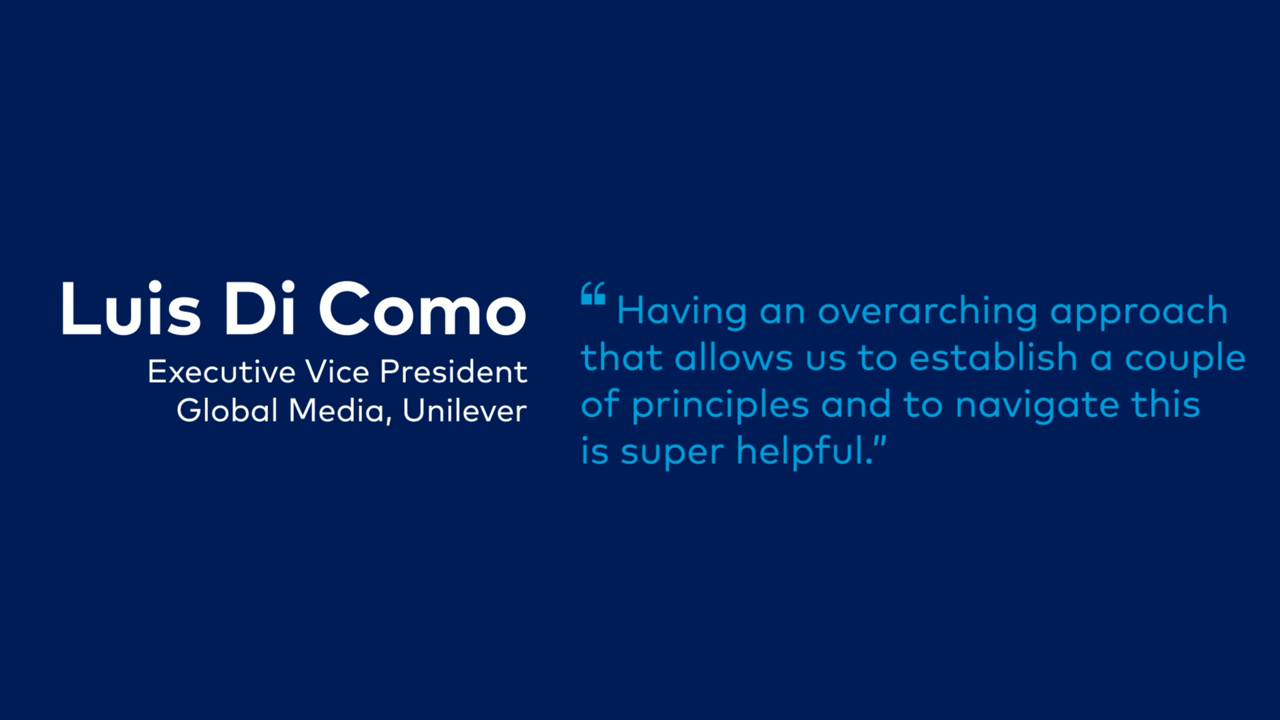 Luis Di Como
Executive Vice President
Global Media, Unilever
“ Having an overarching approach
that allows us to establish a couple
of principles and to navigate this
is super helpful.”